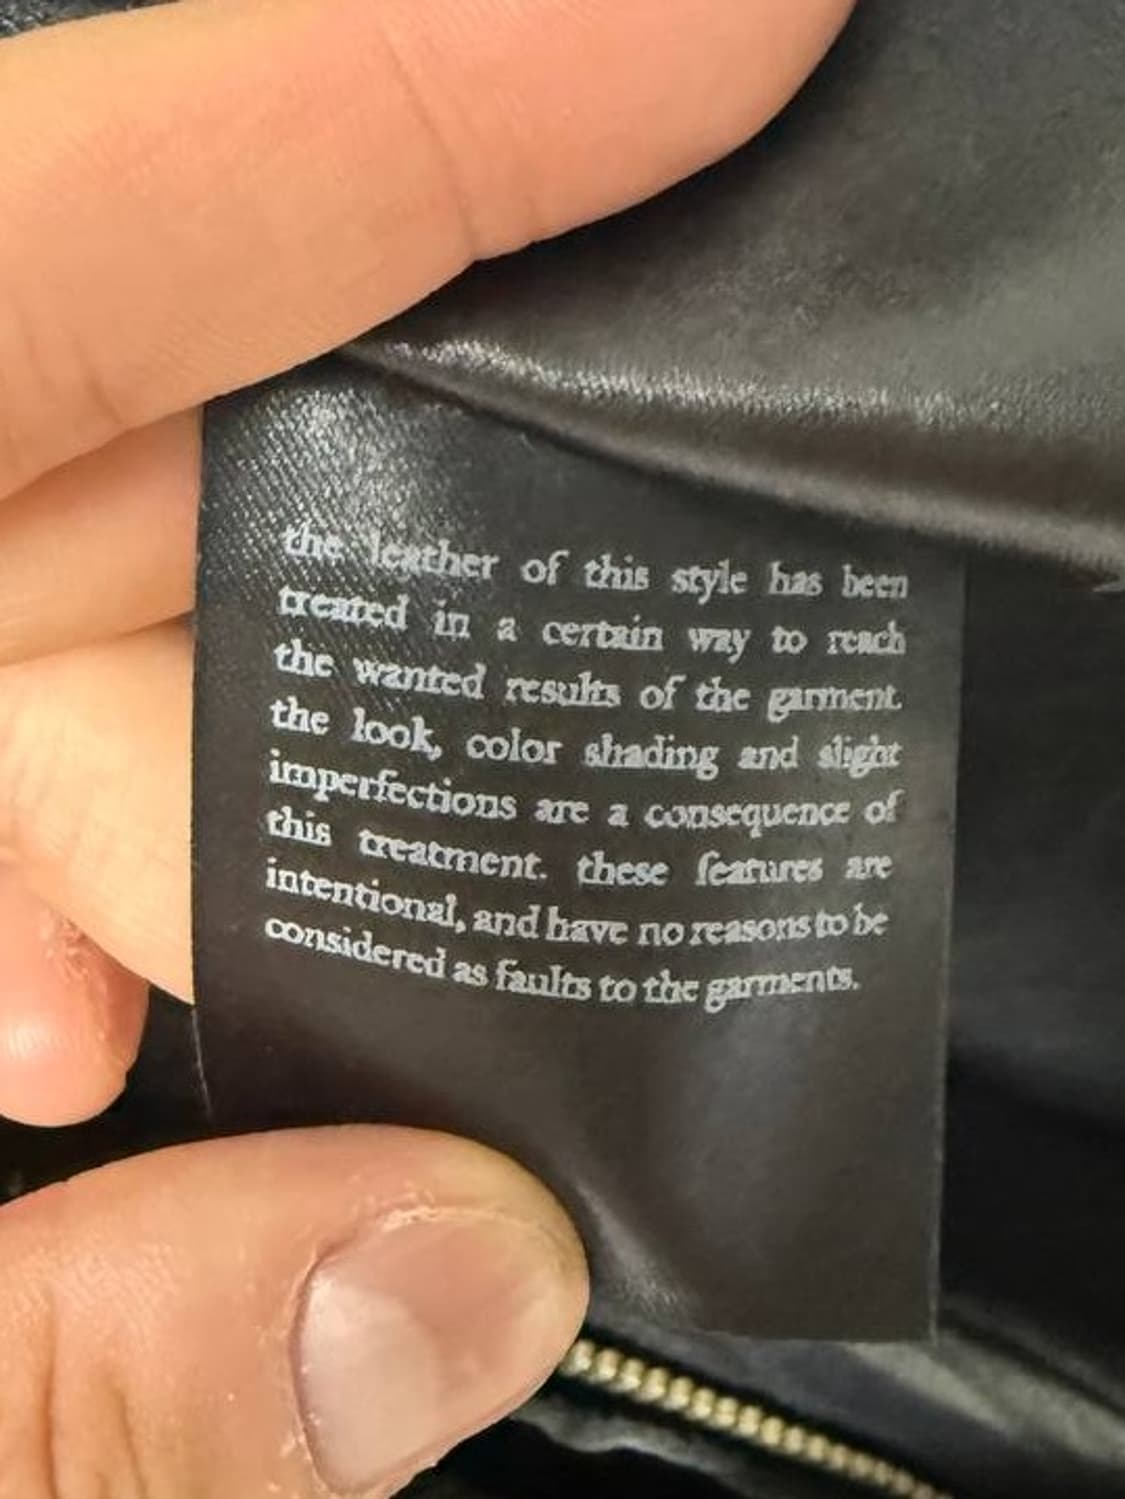 the leather of this style has been
treated in a certain way to reach
the wanted results of the garment.
the look, color shading and slight
imperfections are a consequence of
this treatment. these features are
intentional, and have no reasons to be
considered as faults to the garments.